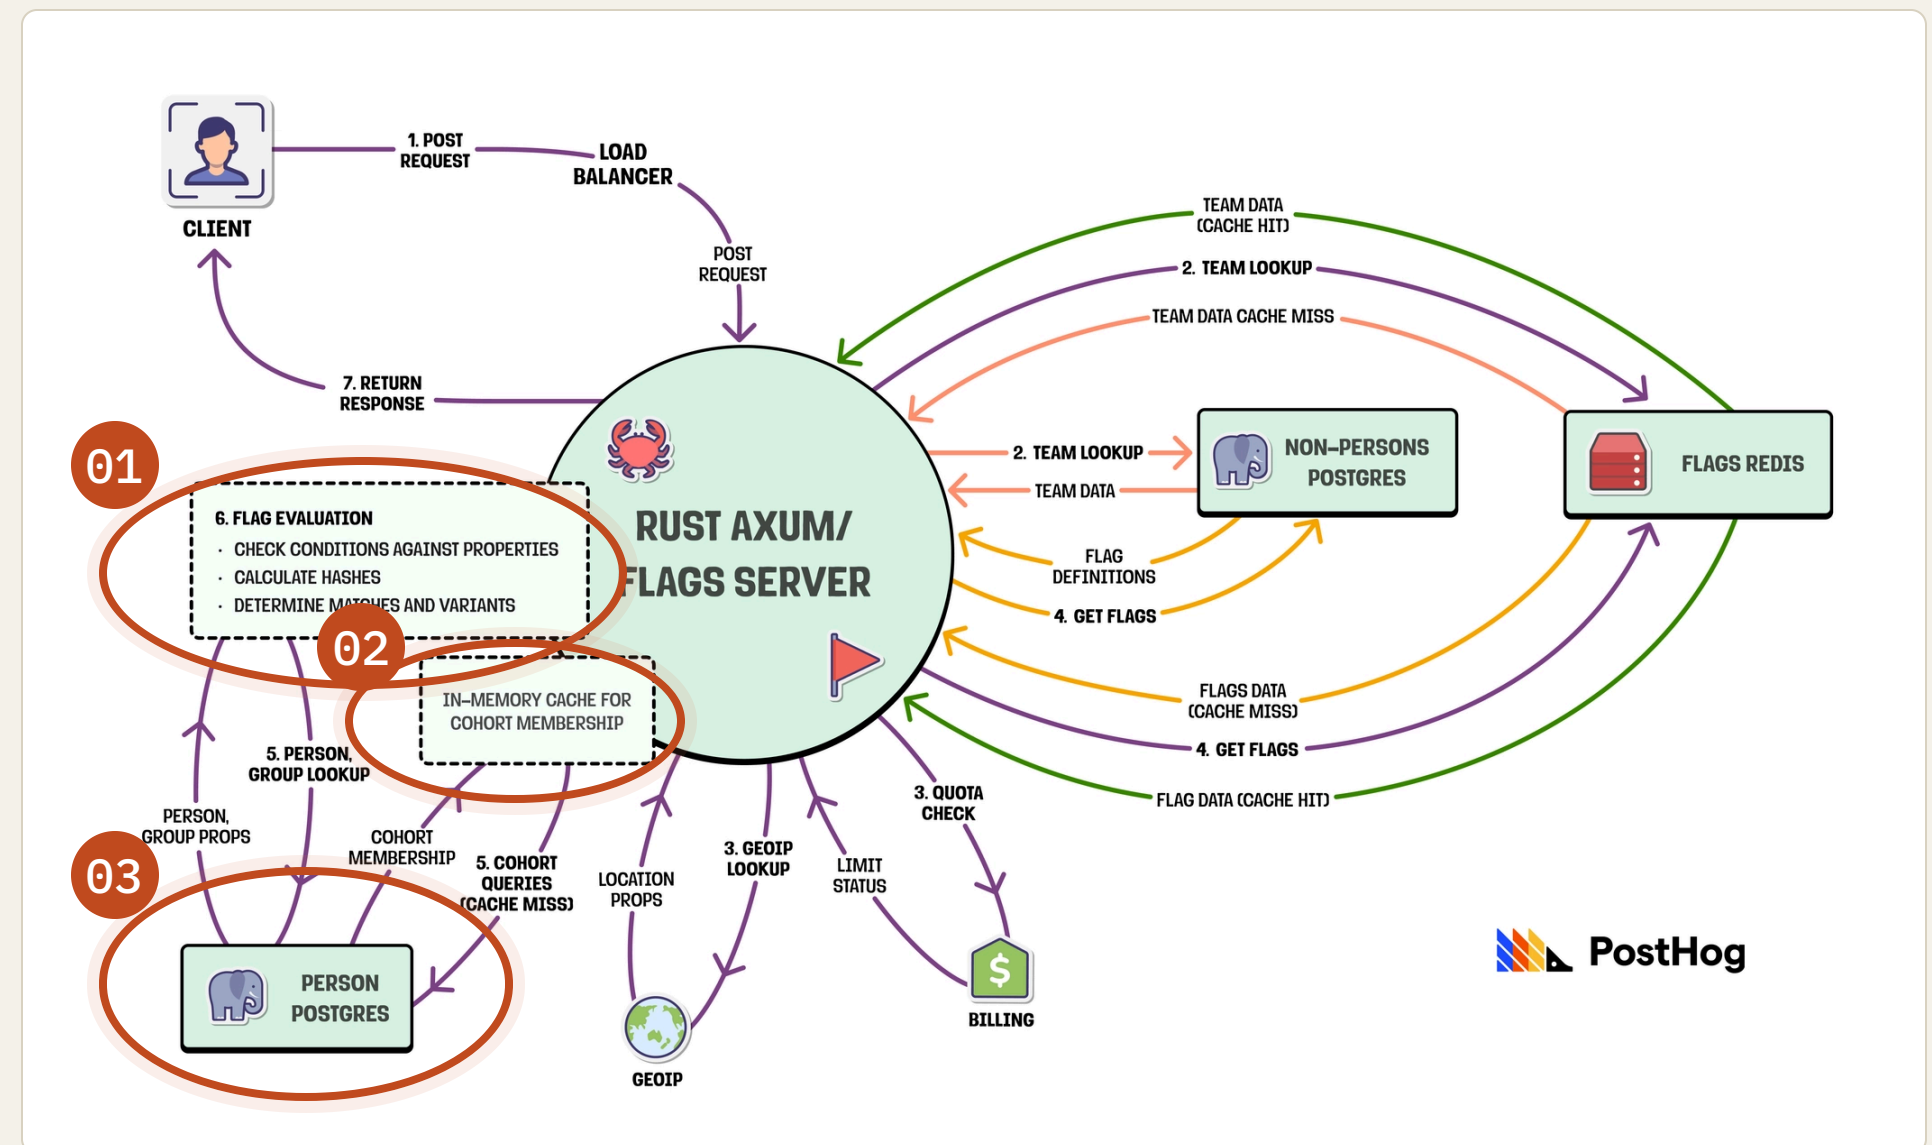 1. POST
REQUEST
LOAD
BALANCER
CLIENT
POST
REQUEST
7. RETURN
RESPONSE
TEAM DATA
(CACHE HIT)
2. TEAM LOOKUP
TEAM DATA CACHE MISS
2. TEAM LOOKUP
TEAM DATA
NON-PERSONS
POSTGRES
FLAGS REDIS
FLAG
DEFINITIONS
4. GET FLAGS
FLAGS DATA
(CACHE MISS)
4. GET FLAGS
FLAG DATA (CACHE HIT)
RUST AXUM/
FLAGS SERVER
01
6. FLAG EVALUATION
· CHECK CONDITIONS AGAINST PROPERTIES
· CALCULATE HASHES
· DETERMINE MATCHES AND VARIANTS
02
IN-MEMORY CACHE FOR
COHORT MEMBERSHIP
5. PERSON,
GROUP LOOKUP
PERSON,
GROUP PROPS
COHORT
MEMBERSHIP
5. COHORT
QUERIES
(CACHE MISS)
LOCATION
PROPS
3. GEOIP
LOOKUP
LIMIT
STATUS
3. QUOTA
CHECK
03
PERSON
POSTGRES
GEOIP
$
BILLING
PostHog